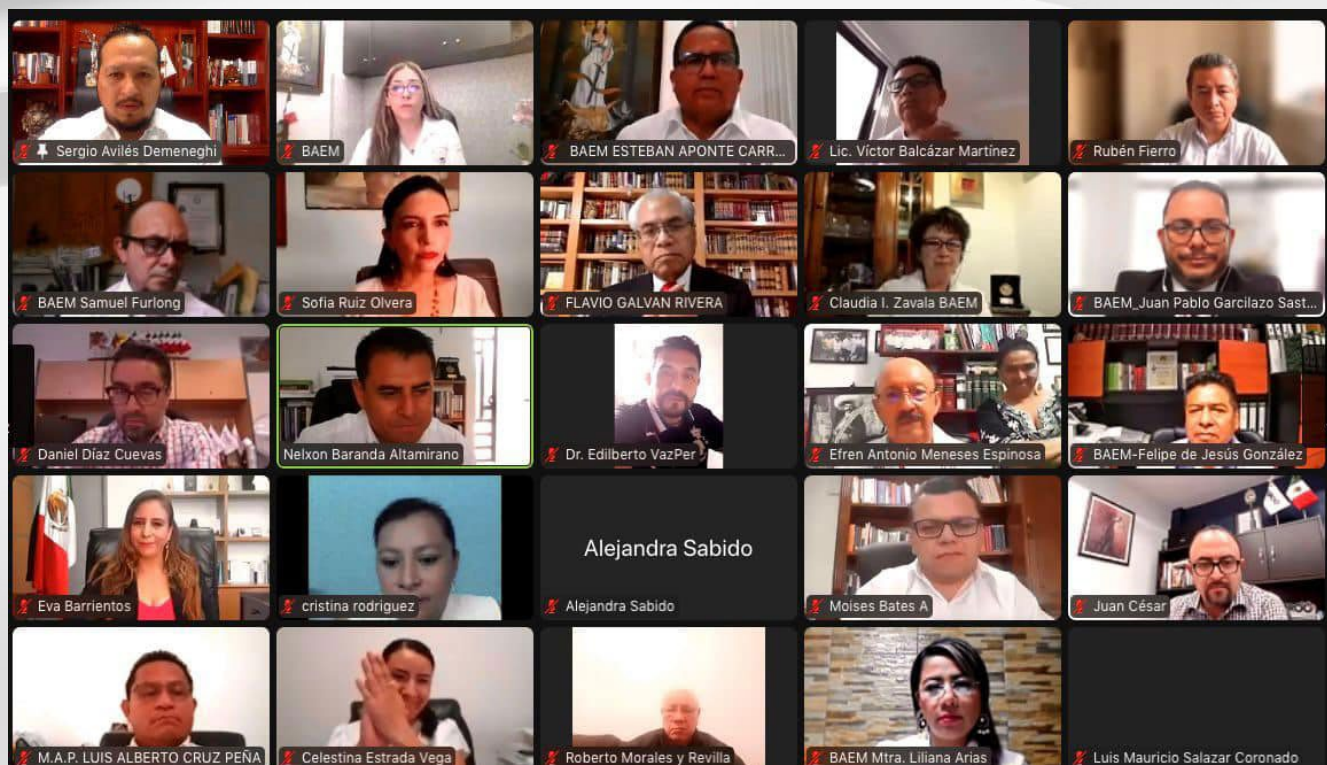 Sergio Avilés Demeneghi
BAEM
BAEM ESTEBAN APONTE CARR...
Lic. Víctor Balcázar Martínez
Rubén Fierro
BAEM Samuel Furlong
Sofia Ruiz Olvera
FLAVIO GALVAN RIVERA
Claudia I. Zavala BAEM
BAEM_Juan Pablo Garcilazo Sast...
Daniel Díaz Cuevas
Nelxon Baranda Altamirano
Dr. Edilberto VazPer
Efren Antonio Meneses Espinosa
BAEM-Felipe de Jesús González
Eva Barrientos
cristina rodriguez
Alejandra Sabido
Alejandra Sabido
Moises Bates A
Juan César
M.A.P. LUIS ALBERTO CRUZ PEÑA
Celestina Estrada Vega
Roberto Morales y Revilla
BAEM Mtra. Liliana Arias
Luis Mauricio Salazar Coronado